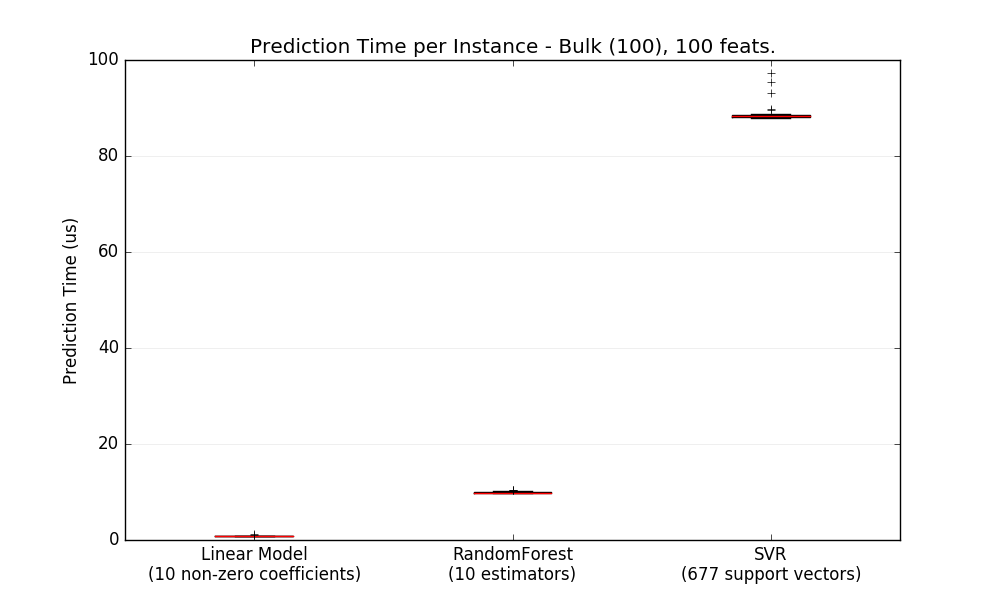 Prediction Time per Instance - Bulk (100), 100 feats.
100
80
60
40
20
0
Prediction Time (us)
Linear Model
(10 non-zero coefficients)
RandomForest
(10 estimators)
SVR
(677 support vectors)